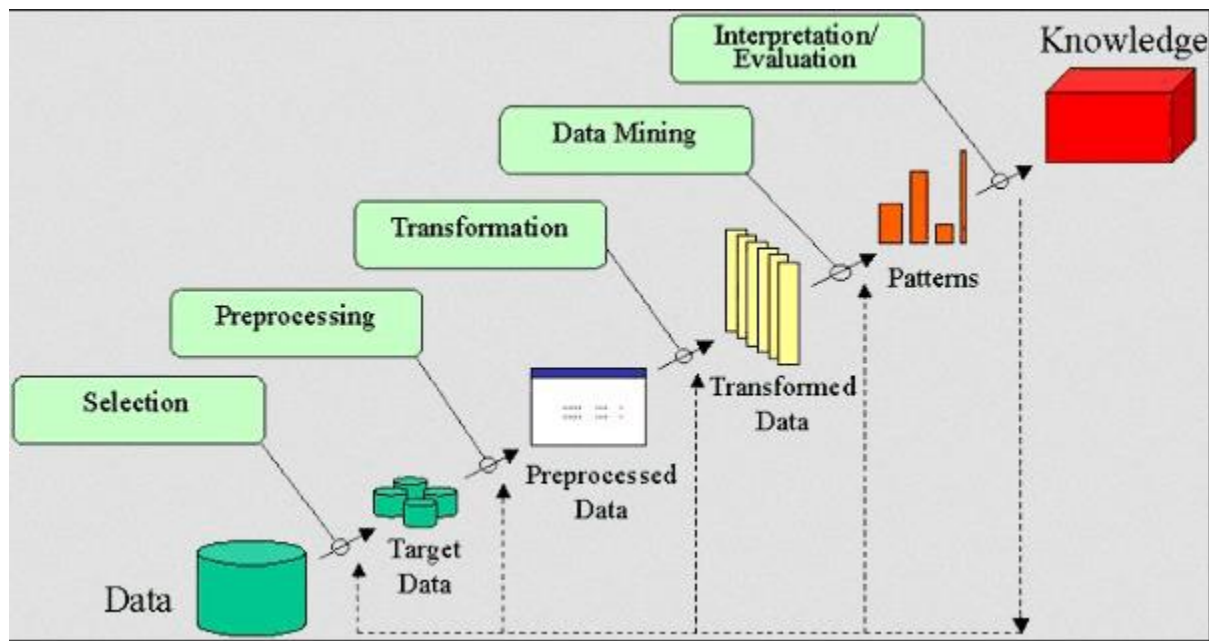 Interpretation/
Evaluation
Knowledge
Data Mining
Transformation
Patterns
Preprocessing
Transformed
Data
Selection
Preprocessed
Data
Target
Data
Data